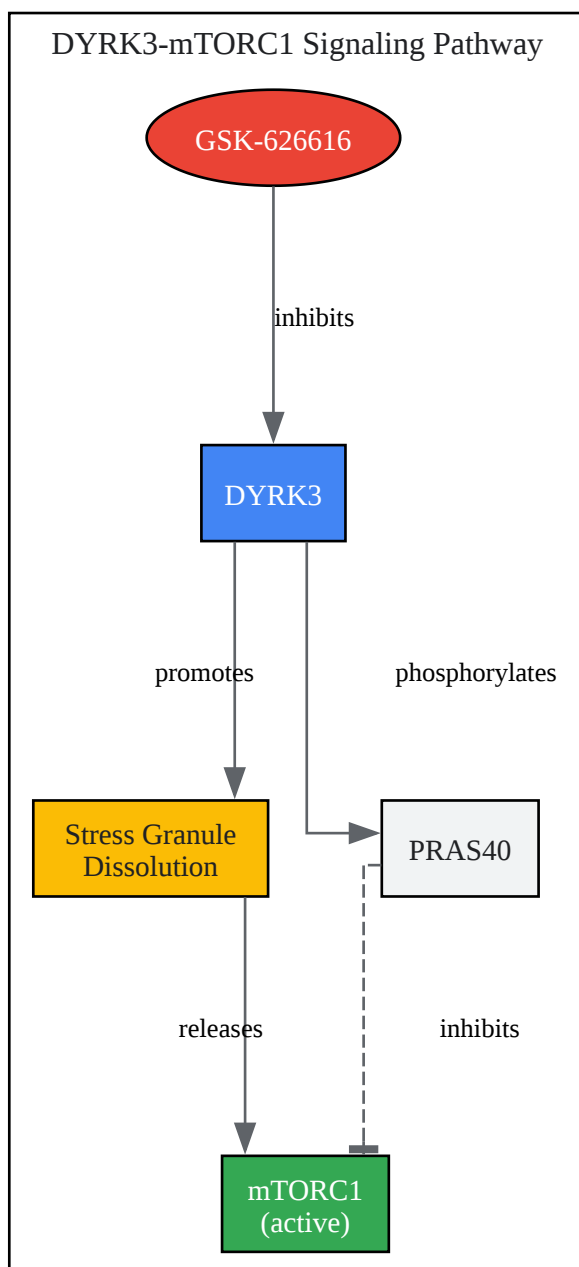 DYRK3-mTORC1 Signaling Pathway
GSK-626616
inhibits
DYRK3
promotes
phosphorylates
Stress Granule
Dissolution
PRAS40
releases
inhibits
mTORC1
(active)